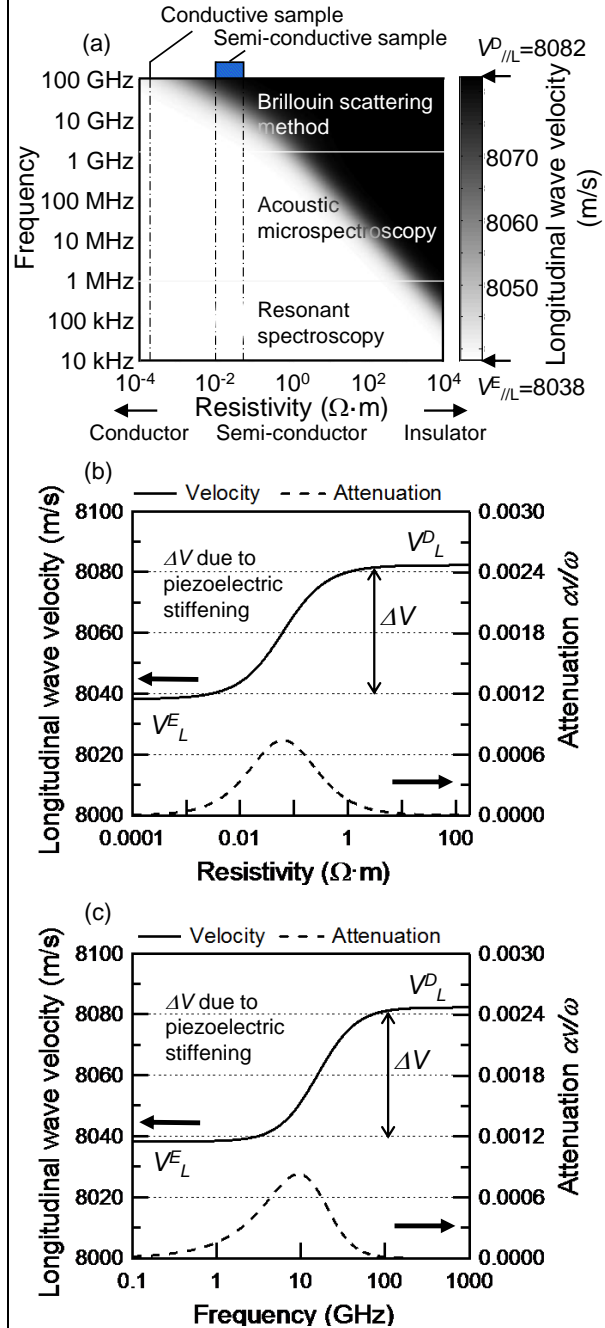 Conductive sample
(a)
Semi-conductive sample
V^D_//L=8082
100 GHz
10 GHz
1 GHz
100 MHz
10 MHz
1 MHz
100 kHz
10 kHz
Frequency
Brillouin scattering
method
Acoustic
microspectroscopy
Resonant
spectroscopy
8070
8060
8050
Longitudinal wave velocity
(m/s)
V^E_//L=8038
10^-4
10^-2
10^0
10^2
10^4
Resistivity (Ω·m)
Conductor
Semi-conductor
Insulator
(b)
Velocity
Attenuation
8100
8080
8060
8040
8020
8000
Longitudinal wave velocity (m/s)
ΔV due to
piezoelectric
stiffening
V^D_L
ΔV
V^E_L
0.0030
0.0024
0.0018
0.0012
0.0006
0.0000
Attenuation αv/ω
0.0001
0.01
1
100
Resistivity (Ω·m)
(c)
Velocity
Attenuation
8100
8080
8060
8040
8020
8000
Longitudinal wave velocity (m/s)
ΔV due to
piezoelectric
stiffening
V^D_L
ΔV
V^E_L
0.0030
0.0024
0.0018
0.0012
0.0006
0.0000
Attenuation αv/ω
0.1
1
10
100
1000
Frequency (GHz)